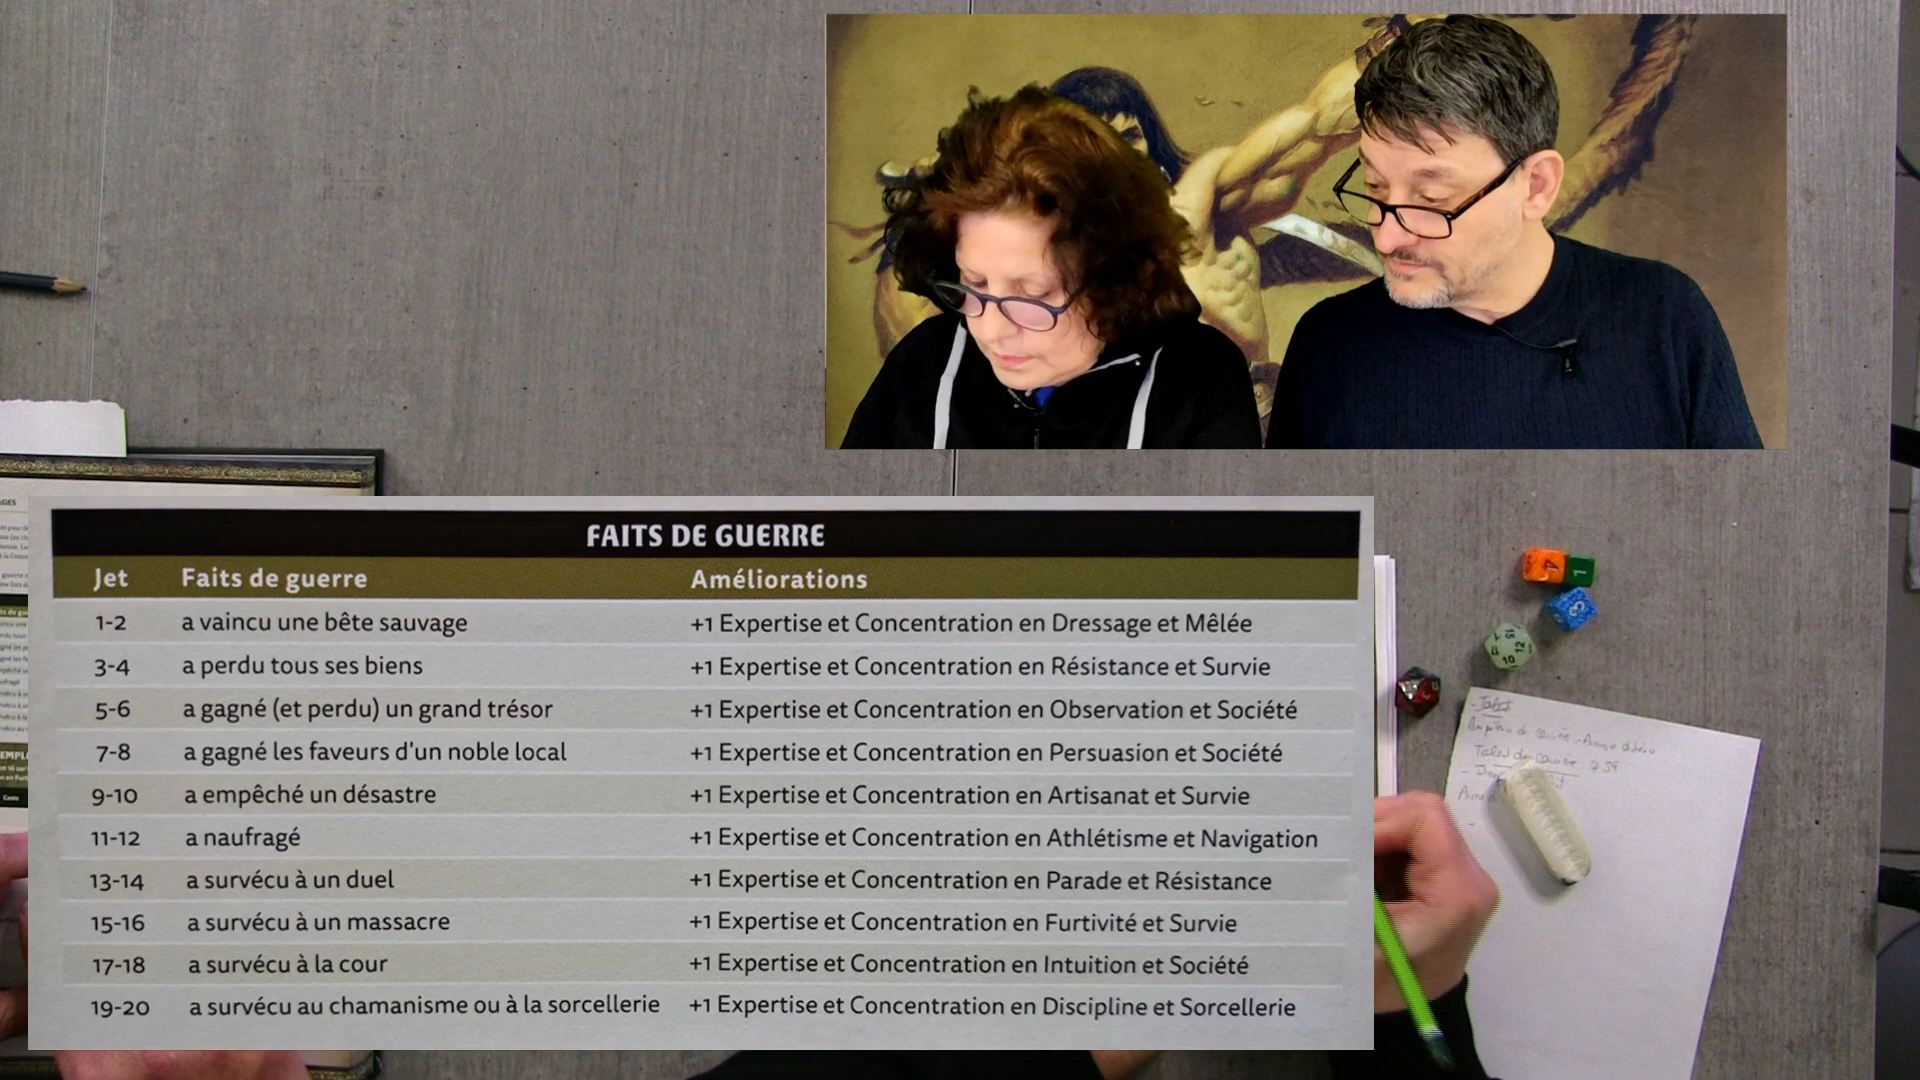 FAITS DE GUERRE
Jet Faits de guerre Améliorations
1-2 a vaincu une bête sauvage +1 Expertise et Concentration en Dressage et Mêlée
3-4 a perdu tous ses biens +1 Expertise et Concentration en Résistance et Survie
5-6 a gagné (et perdu) un grand trésor +1 Expertise et Concentration en Observation et Société
7-8 a gagné les faveurs d'un noble local +1 Expertise et Concentration en Persuasion et Société
9-10 a empêché un désastre +1 Expertise et Concentration en Artisanat et Survie
11-12 a naufragé +1 Expertise et Concentration en Athlétisme et Navigation
13-14 a survécu à un duel +1 Expertise et Concentration en Parade et Résistance
15-16 a survécu à un massacre +1 Expertise et Concentration en Furtivité et Survie
17-18 a survécu à la cour +1 Expertise et Concentration en Intuition et Société
19-20 a survécu au chamanisme ou à la sorcellerie +1 Expertise et Concentration en Discipline et Sorcellerie
4
1
12
10